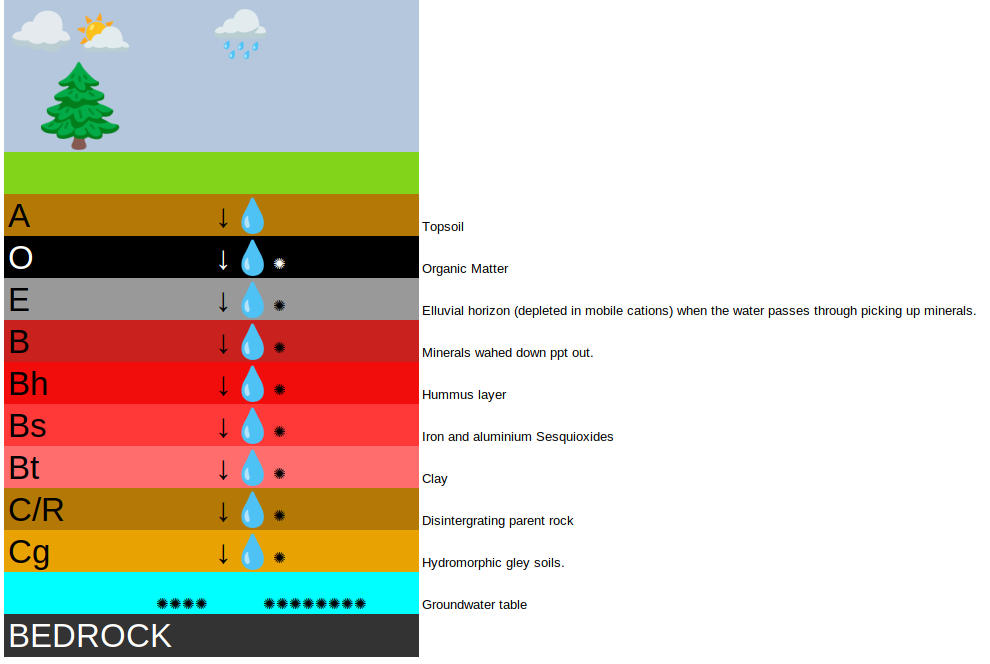 A ↓ Topsoil
O ↓ Organic Matter
E ↓ Elluvial horizon (depleted in mobile cations) when the water passes through picking up minerals.
B ↓ Minerals wahed down ppt out.
Bh ↓ Hummus layer
Bs ↓ Iron and aluminium Sesquioxides
Bt ↓ Clay
C/R ↓ Disintergrating parent rock
Cg ↓ Hydromorphic gley soils.
Groundwater table
BEDROCK